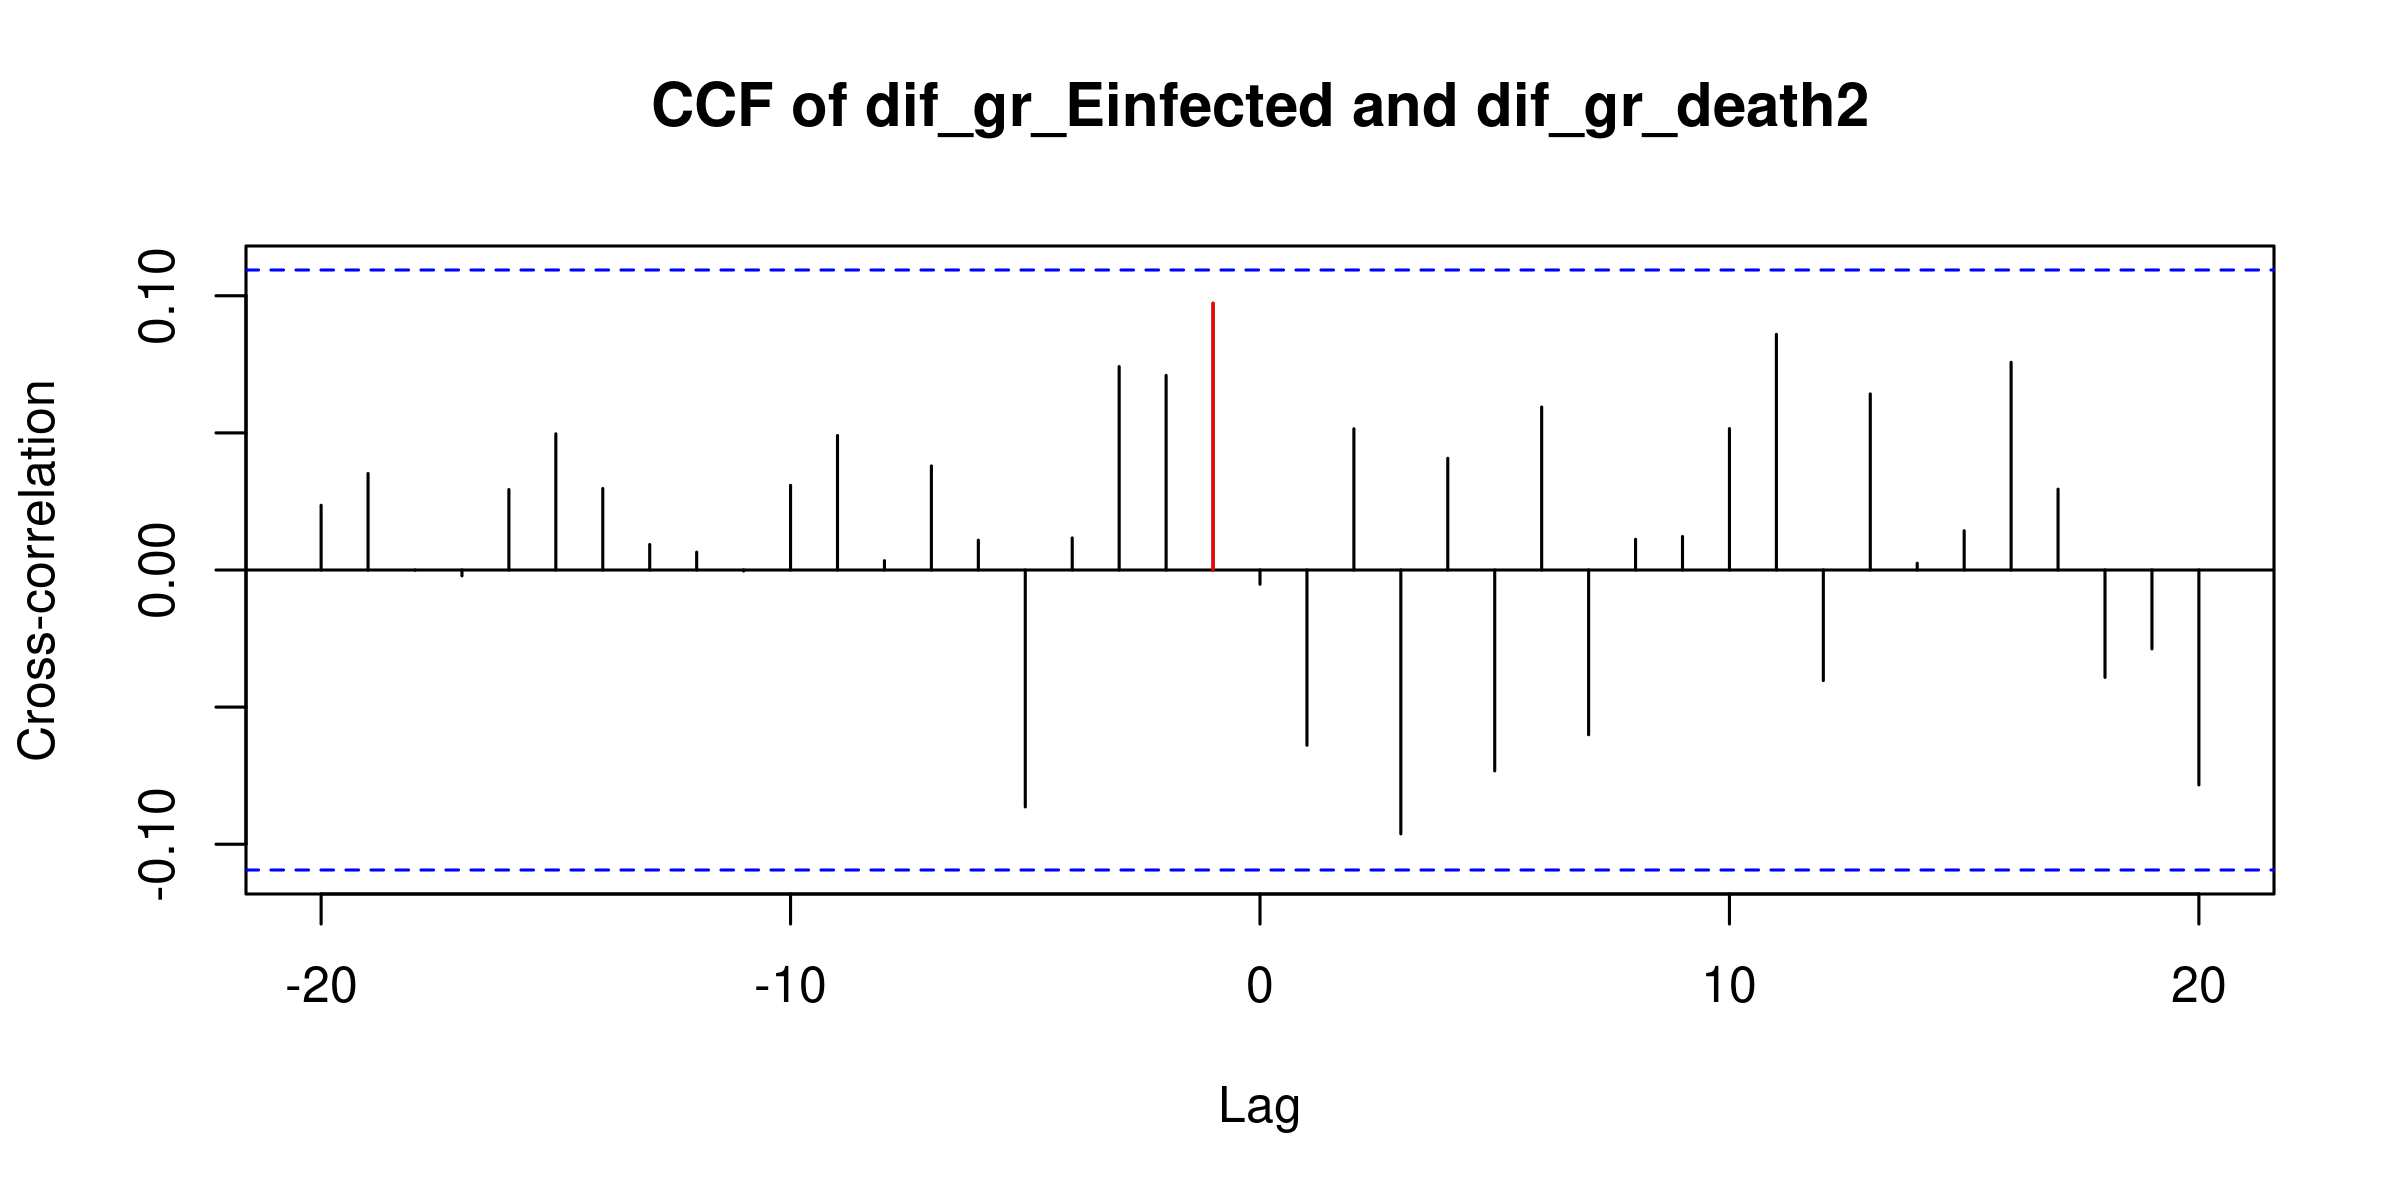 CCF of dif_gr_Einfected and dif_gr_death2
Cross-correlation
0.10
0.00
-0.10
-20 -10 0 10 20
Lag